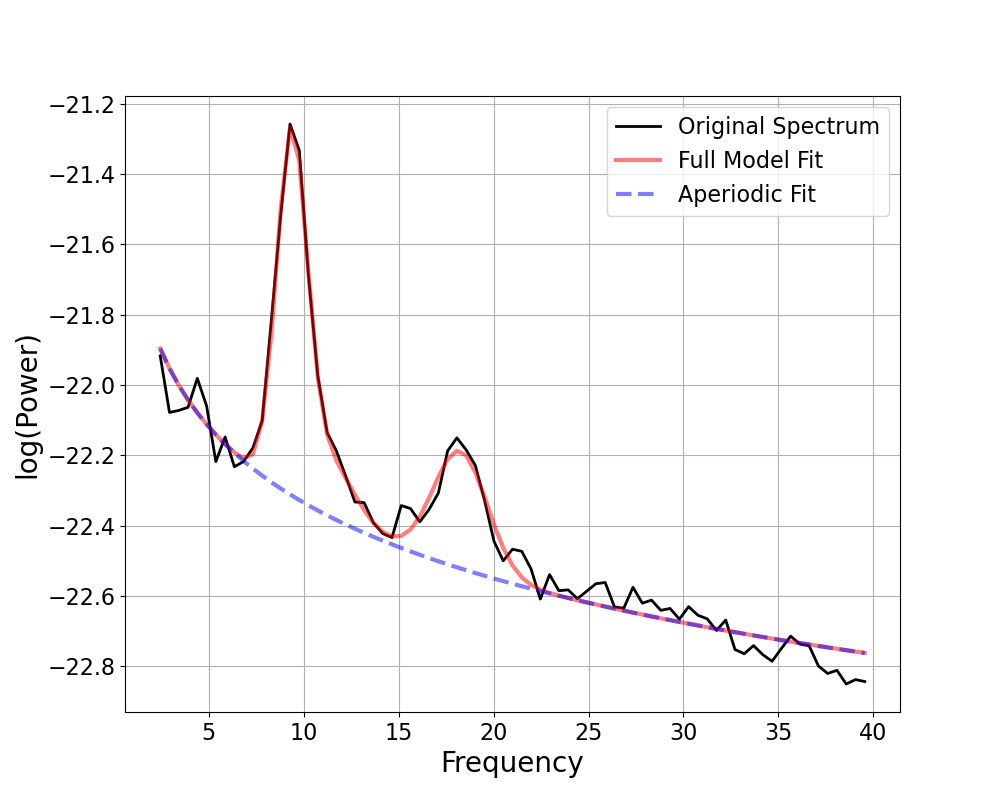 −21.2
−21.4
−21.6
−21.8
−22.0
−22.2
−22.4
−22.6
−22.8
log(Power)
Original Spectrum
Full Model Fit
Aperiodic Fit
5 10 15 20 25 30 35 40
Frequency